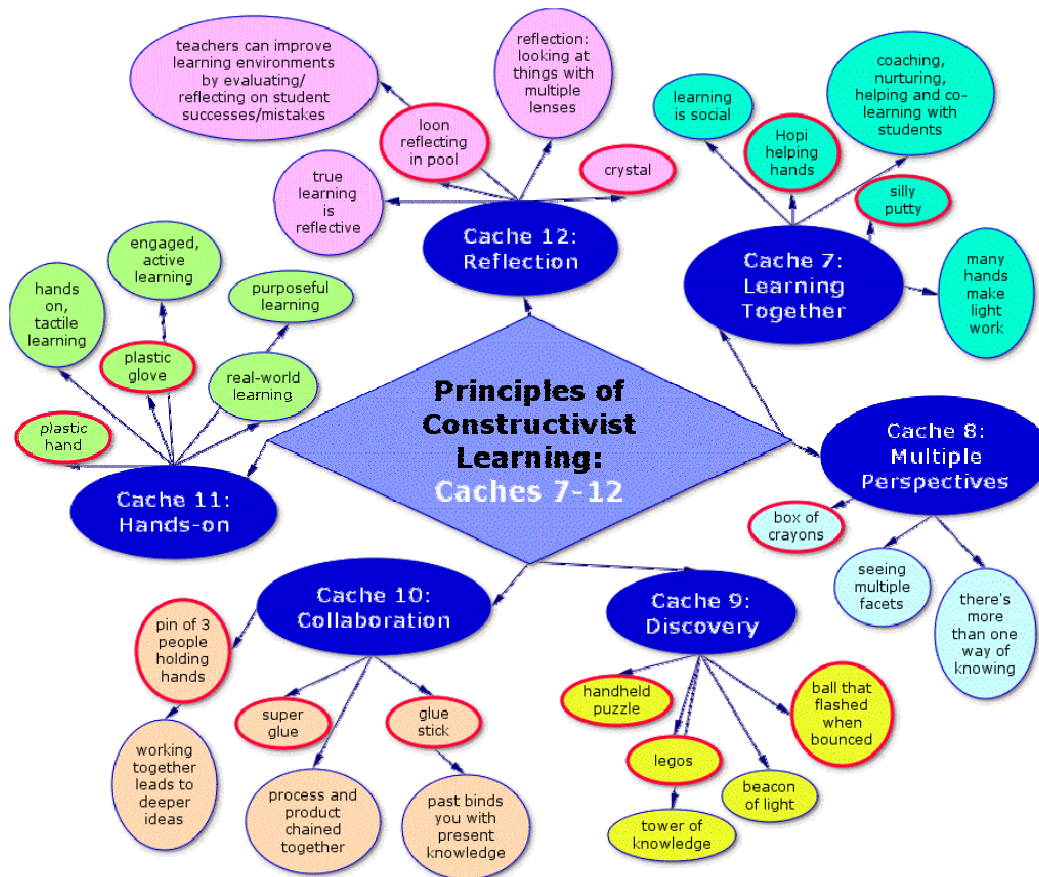 teachers can improve
learning environments
by evaluating/
reflecting on student
successes/mistakes
reflection:
looking at
things with
multiple
lenses
loon
reflecting
in pool
crystal
true
learning
is
reflective
Cache 12:
Reflection
learning
is social
Hopi
helping
hands
coaching,
nurturing,
helping and co-
learning with
students
silly
putty
Cache 7:
Learning
Together
many
hands
make
light
work
hands
on,
tactile
learning
engaged,
active
learning
purposeful
learning
plastic
glove
real-world
learning
plastic
hand
Cache 11:
Hands-on
Principles of
Constructivist
Learning:
Caches 7-12
Cache 8:
Multiple
Perspectives
box of
crayons
seeing
multiple
facets
there's
more
than one
way of
knowing
Cache 10:
Collaboration
pin of 3
people
holding
hands
super
glue
glue
stick
working
together
leads to
deeper
ideas
process and
product
chained
together
past binds
you with
present
knowledge
Cache 9:
Discovery
handheld
puzzle
legos
ball that
flashed
when
bounced
beacon
of light
tower of
knowledge